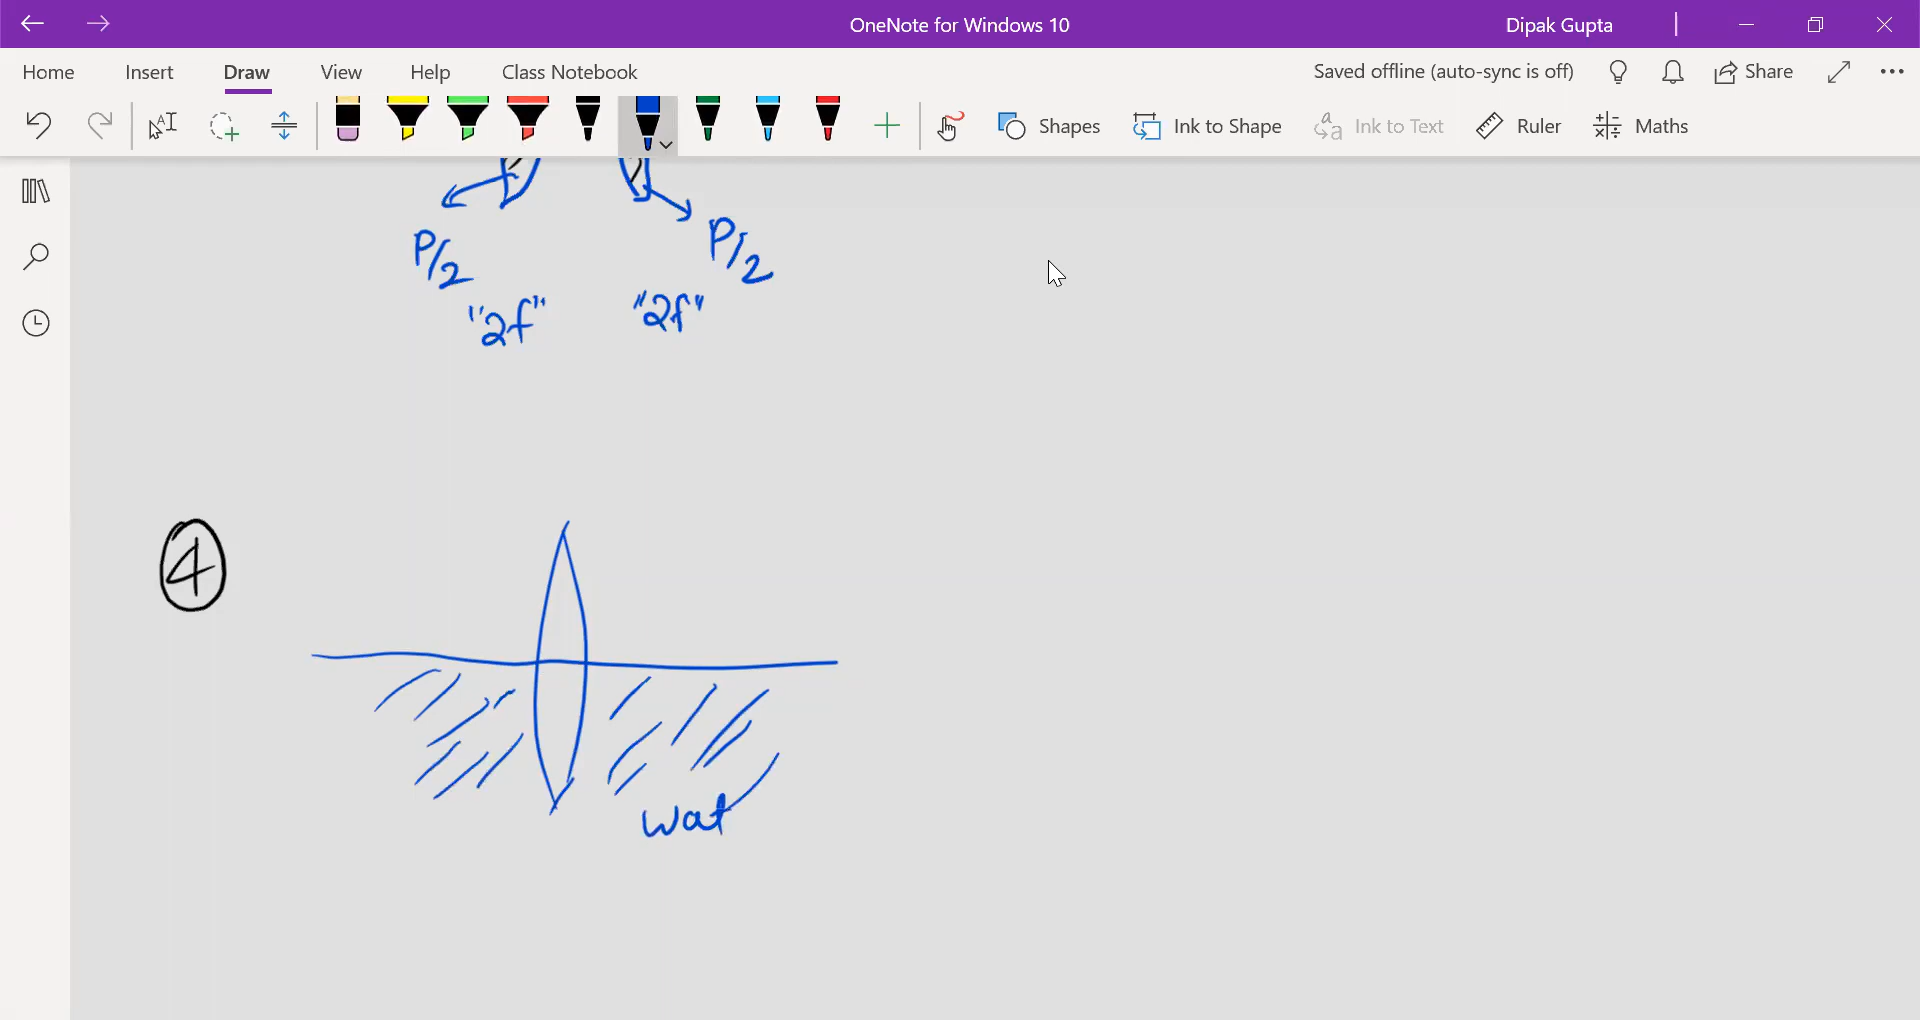 OneNote for Windows 10
Dipak Gupta
Home Insert Draw View Help Class Notebook
Saved offline (auto-sync is off) Share
Shapes Ink to Shape Ink to Text Ruler Maths
P/2 P/2
"2f" "2f"
4
wat